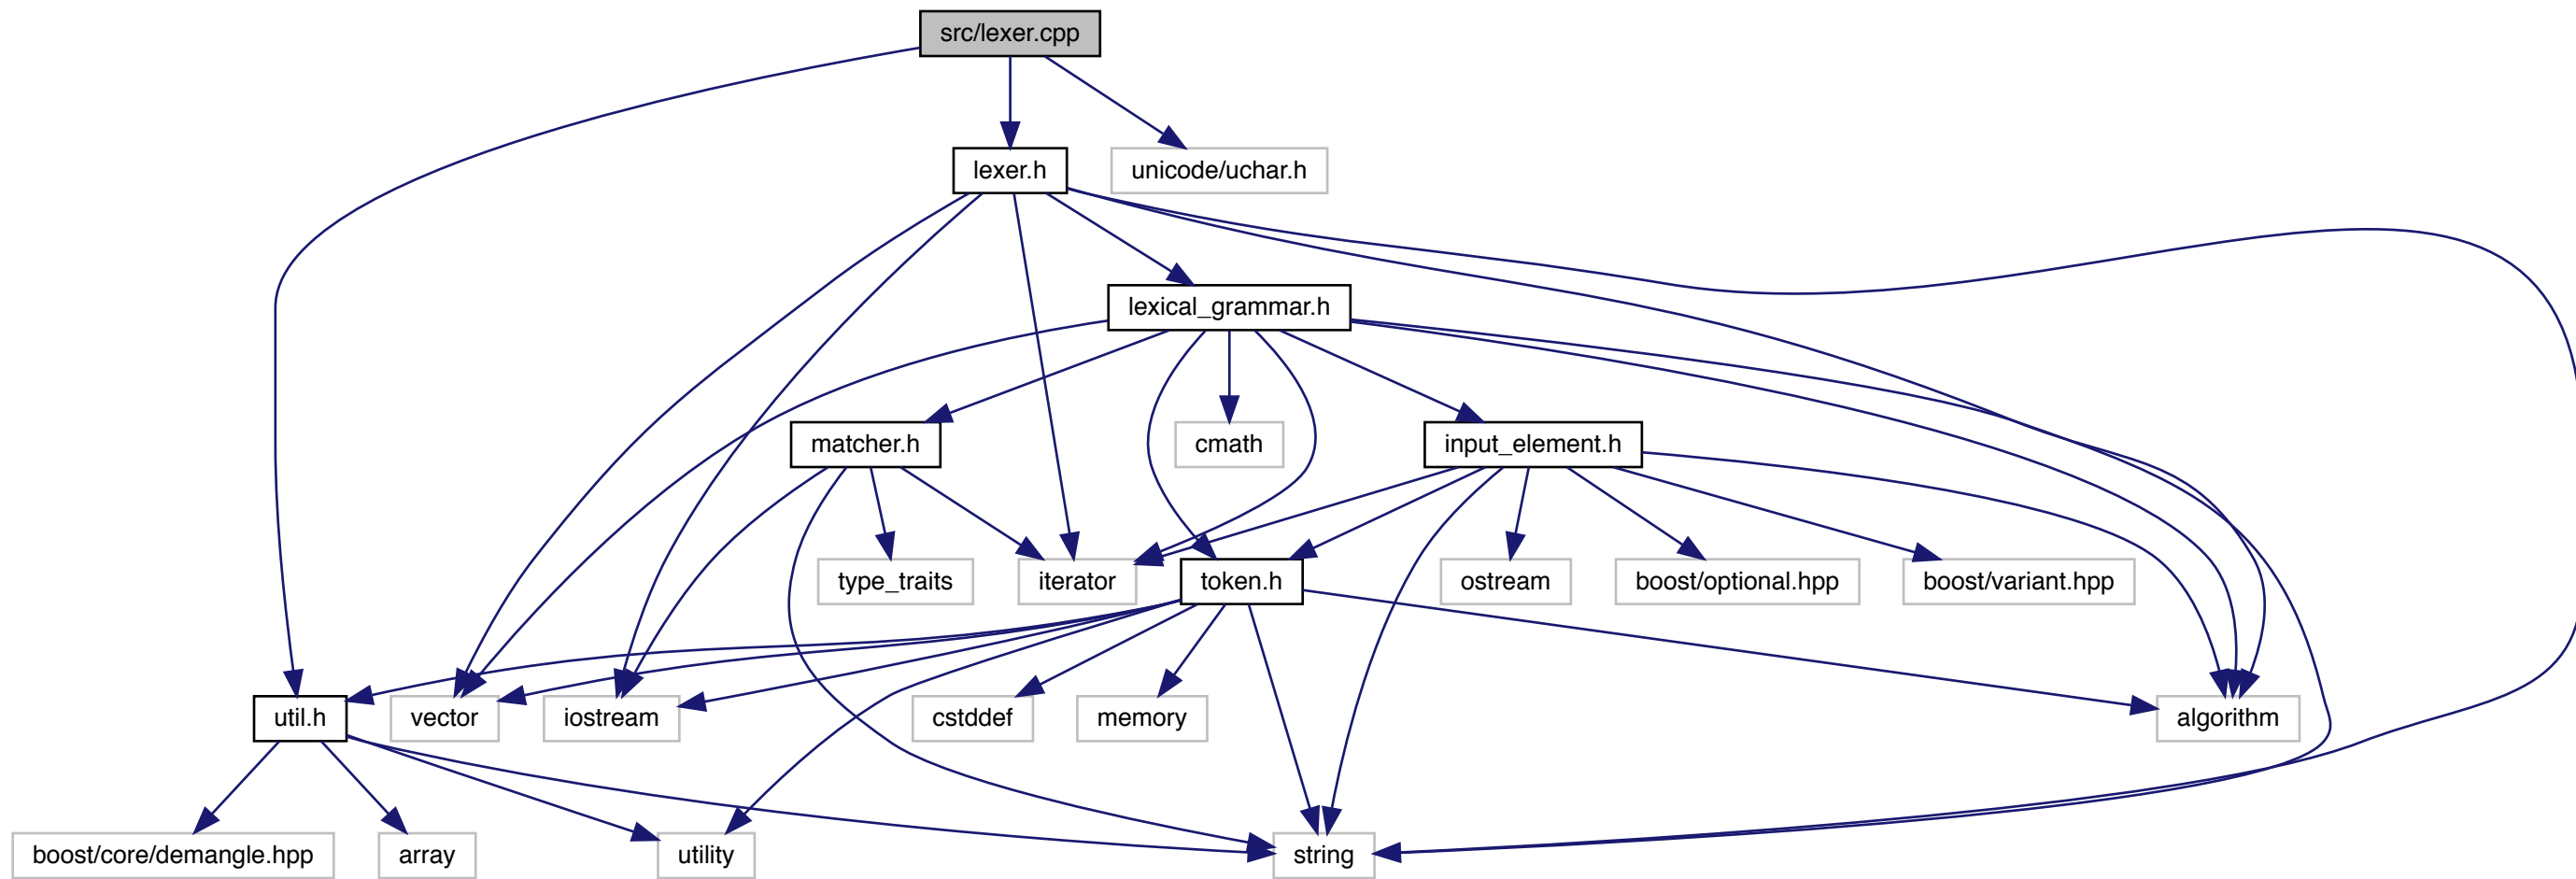 src/lexer.cpp
lexer.h
unicode/uchar.h
lexical_grammar.h
matcher.h
cmath
input_element.h
type_traits
iterator
token.h
ostream
boost/optional.hpp
boost/variant.hpp
util.h
vector
iostream
cstddef
memory
algorithm
boost/core/demangle.hpp
array
utility
string